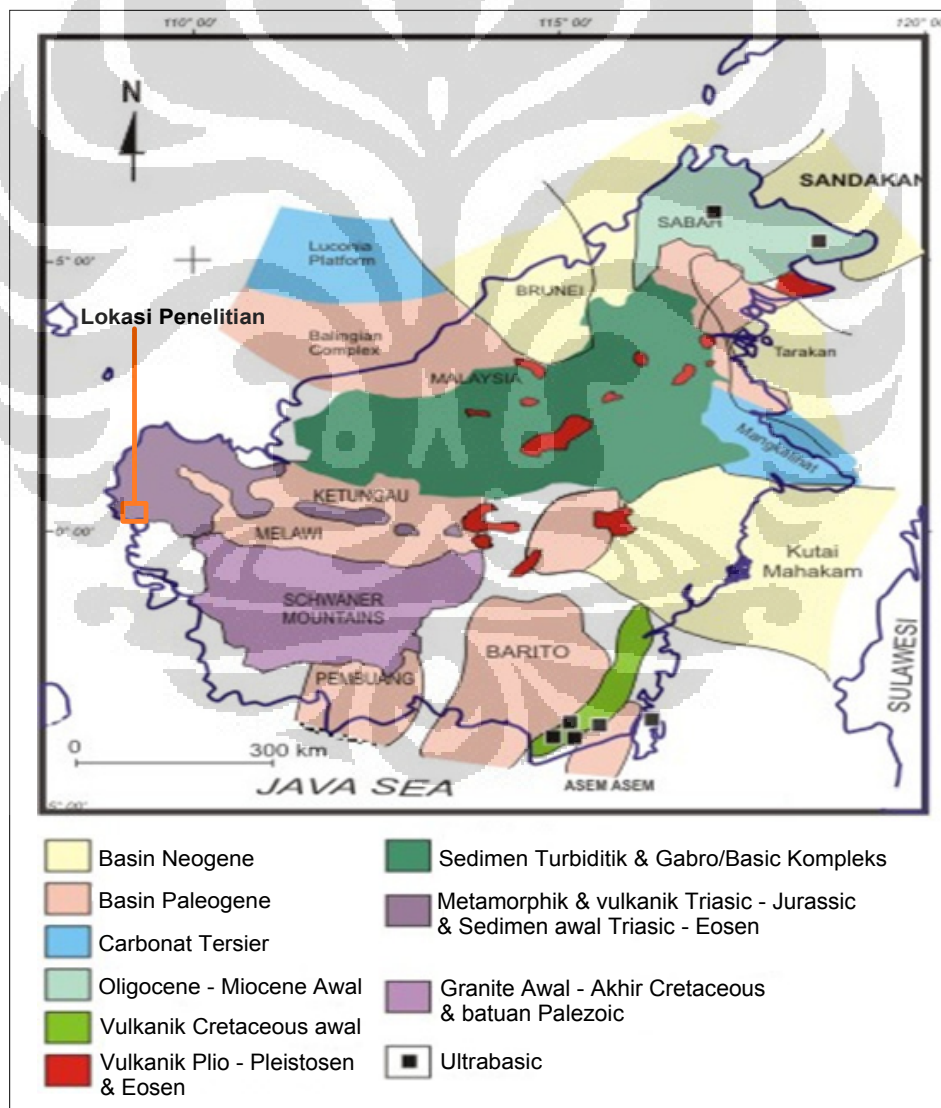 110° 00'
115° 00'
120° 00'
N
SANDAKAN
SABAH
Luconia
Platform
5° 00'
BRUNEI
Lokasi Penelitian
Balingian
Complex
Tarakan
MALAYSIA
Mangkalihat
KETUNGAU
0° 00'
MELAWI
Kutai
Mahakam
SCHWANER
MOUNTAINS
BARITO
PEMBUANG
SULAWESI
0
300 km
JAVA SEA
ASEM ASEM
5° 00'
Basin Neogene
Basin Paleogene
Carbonat Tersier
Oligocene - Miocene Awal
Vulkanik Cretaceous awal
Vulkanik Plio - Pleistosen
& Eosen
Sedimen Turbiditik & Gabro/Basic Kompleks
Metamorphik & vulkanik Triasic - Jurassic
& Sedimen awal Triasic - Eosen
Granite Awal - Akhir Cretaceous
& batuan Palezoic
Ultrabasic